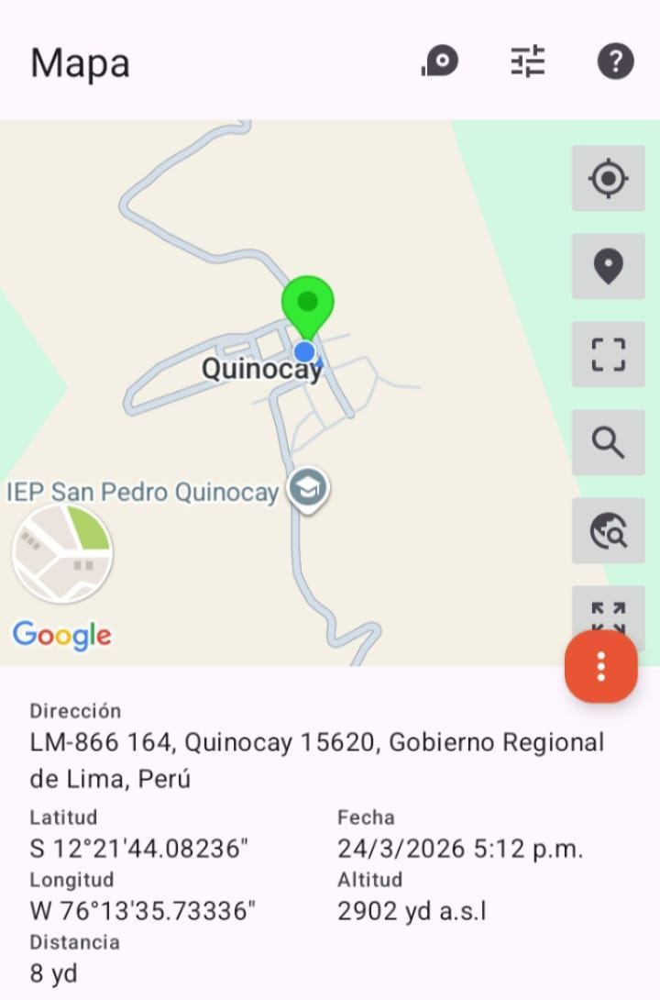 Mapa
Quinocay
IEP San Pedro Quinocay
Google
Dirección
LM-866 164, Quinocay 15620, Gobierno Regional
de Lima, Perú
Latitud
S 12°21'44.08236"
Fecha
24/3/2026 5:12 p.m.
Longitud
W 76°13'35.73336"
Altitud
2902 yd a.s.l
Distancia
8 yd